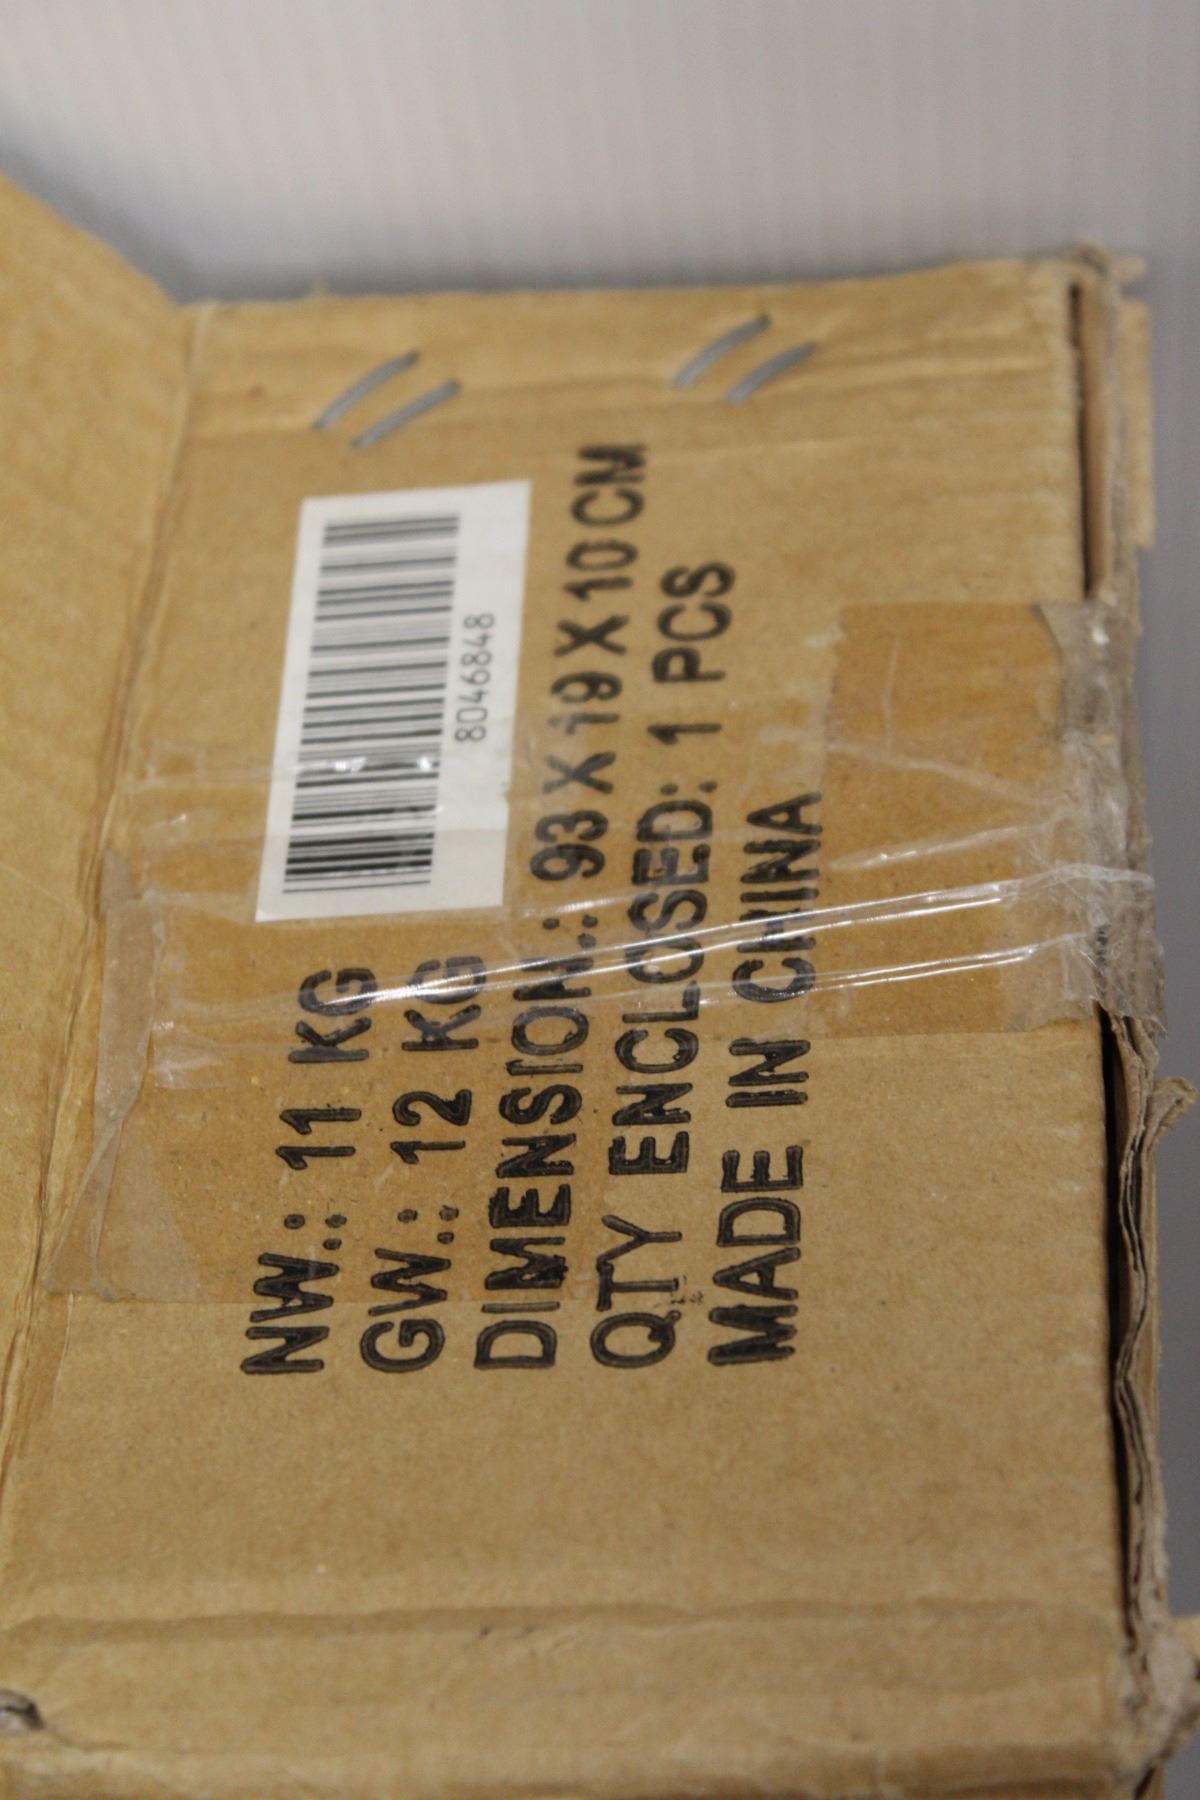 8046848
NW.: 11 KG
GW.: 12 KG
DIMENSION.: 93 X 19 X 10 CM
QTY ENCLOSED: 1 PCS
MADE IN CHINA